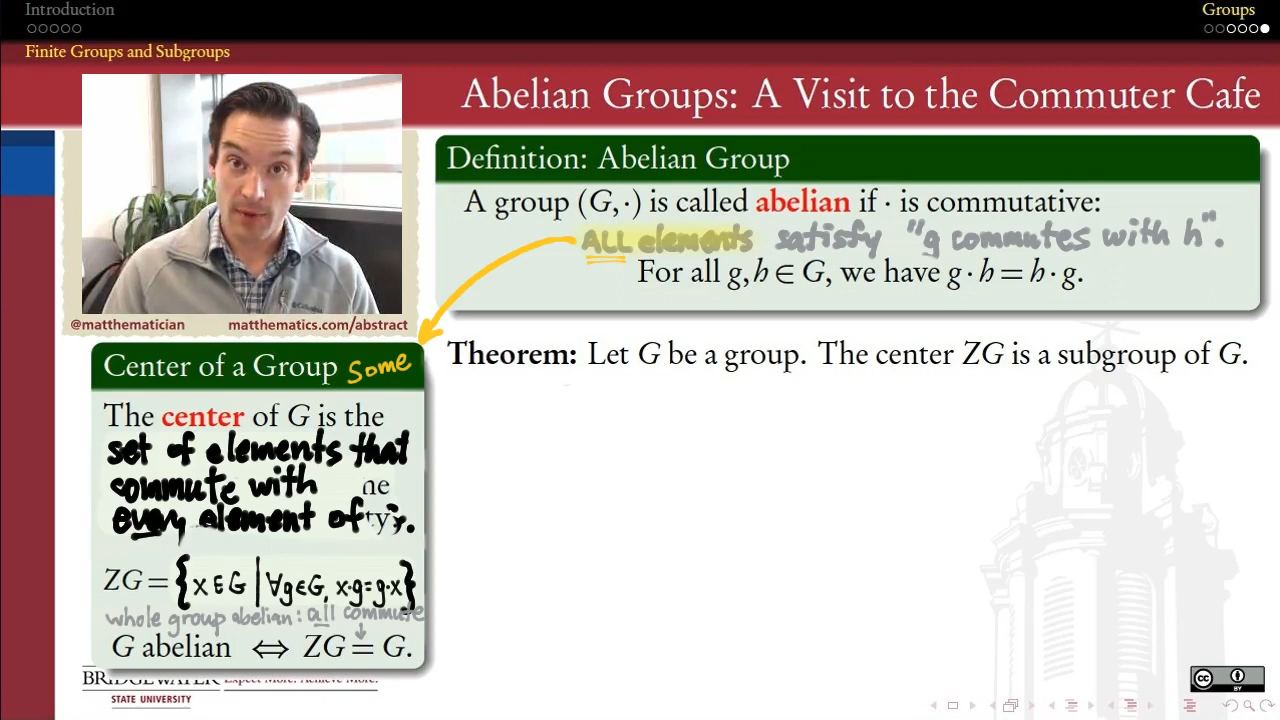 Introduction
Groups
Finite Groups and Subgroups
Abelian Groups: A Visit to the Commuter Cafe
Definition: Abelian Group
A group (G, ·) is called abelian if · is commutative:
ALL elements satisfy "g commutes with h".
For all g, h ∈ G, we have g · h = h · g.
@matthematician matthematics.com/abstract
Center of a Group Some
The center of G is the
set of elements that
commute with
every element of
ZG = {x ∈ G | ∀g∈G, x·g=g·x}
whole group abelian: all commute
G abelian ⟺ ZG = G.
Theorem: Let G be a group. The center ZG is a subgroup of G.
STATE UNIVERSITY
CC
BY